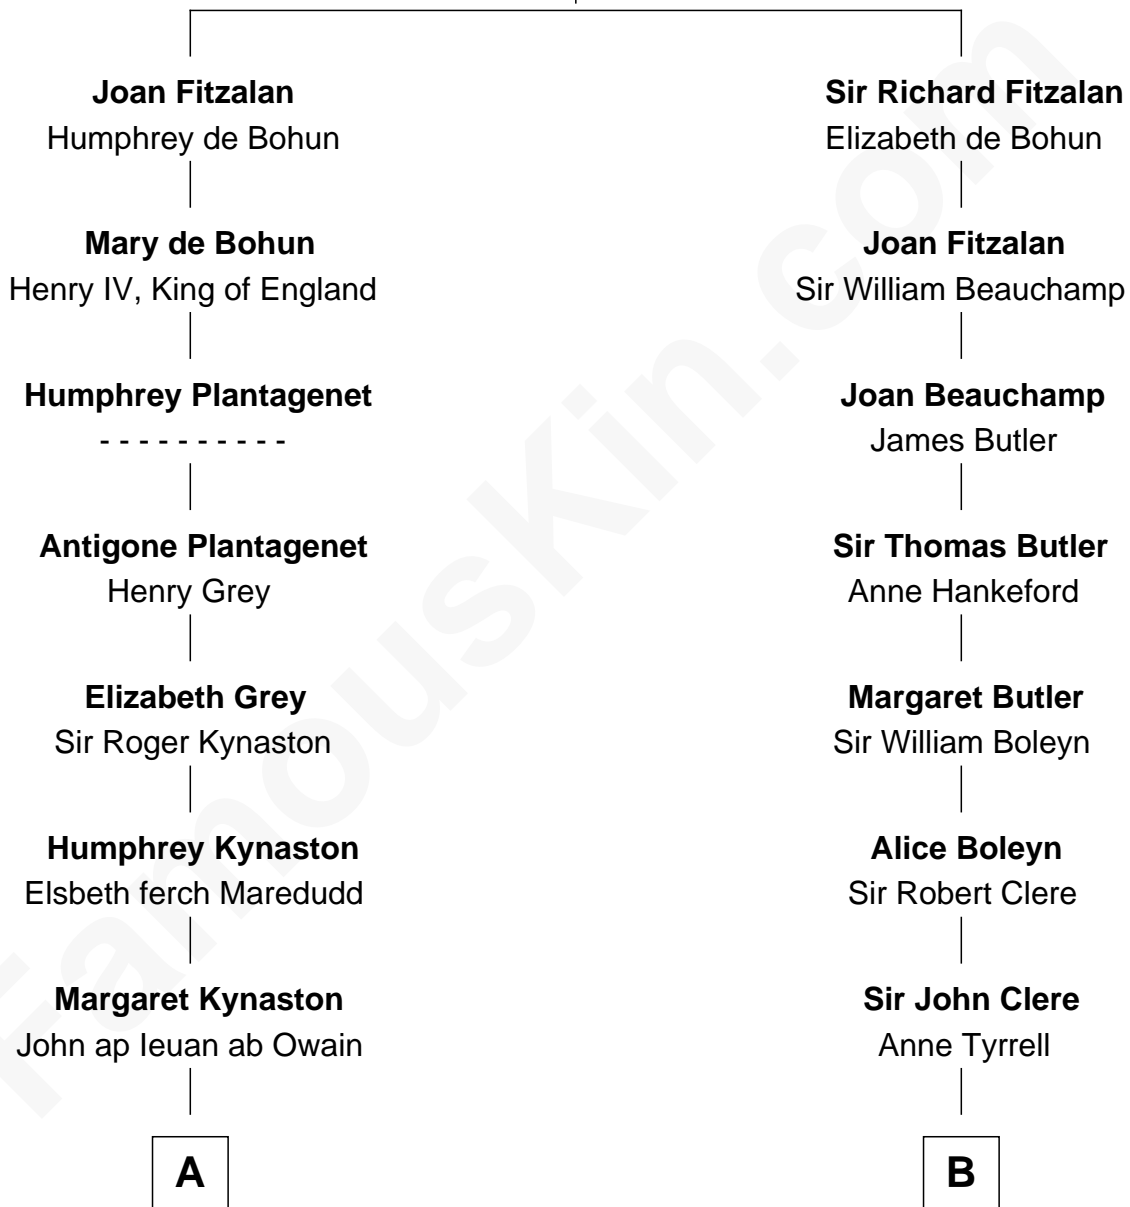 Joan Fitzalan
Humphrey de Bohun
Mary de Bohun
Henry IV, King of England
Humphrey Plantagenet
- - - - - - - - - -
Antigone Plantagenet
Henry Grey
Elizabeth Grey
Sir Roger Kynaston
Humphrey Kynaston
Elsbeth ferch Maredudd
Margaret Kynaston
John ap Ieuan ab Owain
A
Sir Richard Fitzalan
Elizabeth de Bohun
Joan Fitzalan
Sir William Beauchamp
Joan Beauchamp
James Butler
Sir Thomas Butler
Anne Hankeford
Margaret Butler
Sir William Boleyn
Alice Boleyn
Sir Robert Clere
Sir John Clere
Anne Tyrrell
B
FamousKin.com